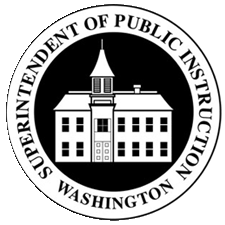 SUPERINTENDENT OF PUBLIC INSTRUCTION
WASHINGTON